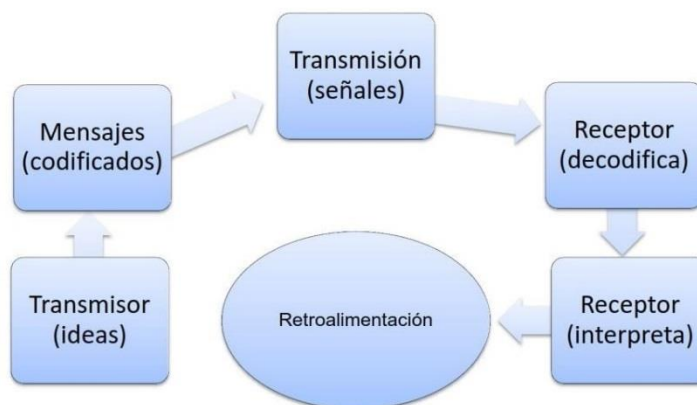 Transmisión
(señales)
Mensajes
(codificados)
Receptor
(decodifica)
Transmisor
(ideas)
Retroalimentación
Receptor
(interpreta)